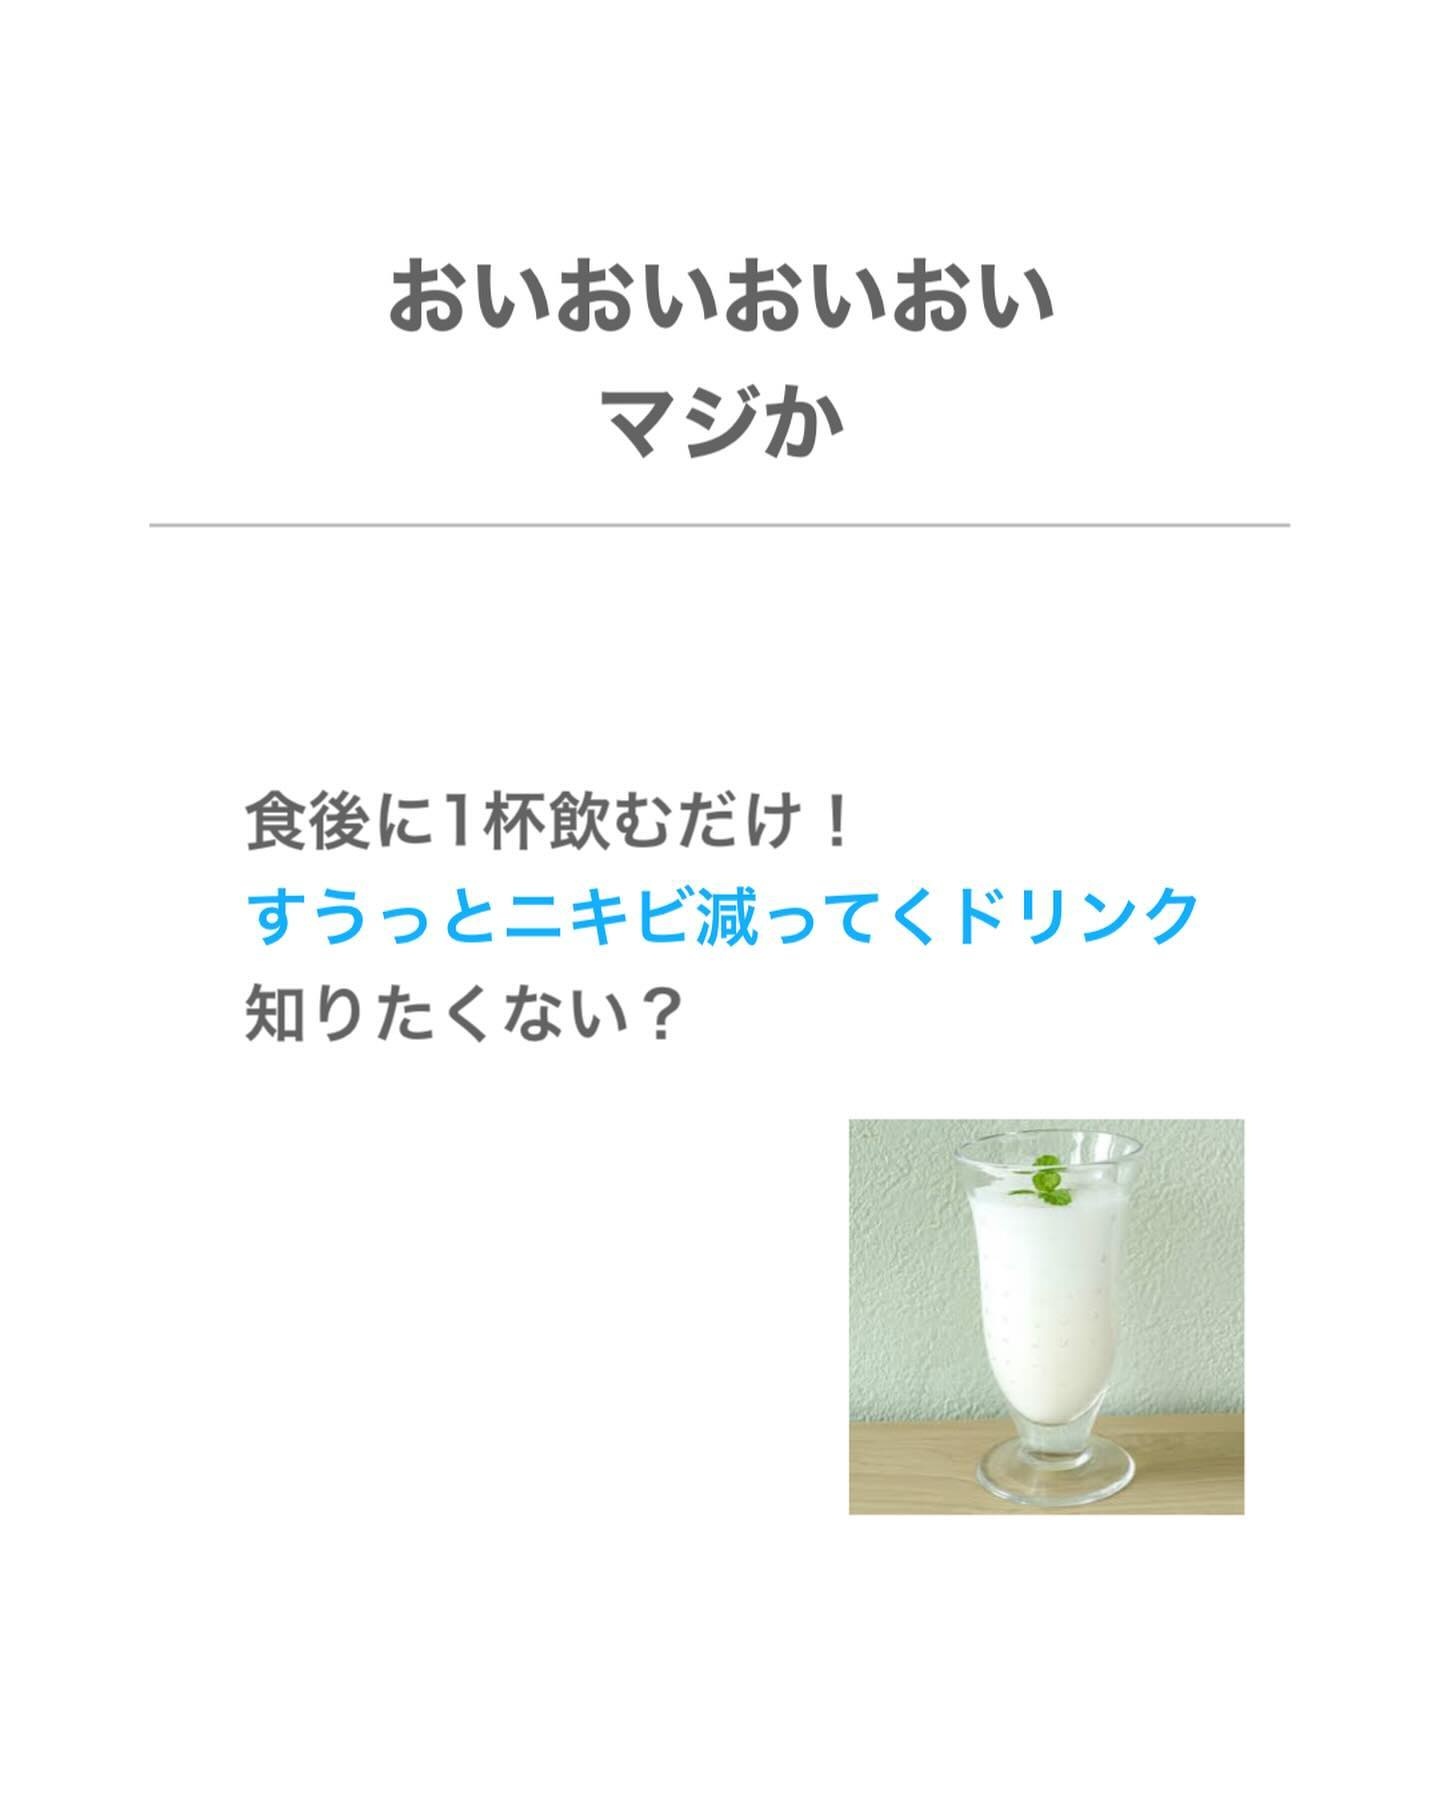 おいおいおいおい
マジか
食後に1杯飲むだけ！
すうっとニキビ減ってくドリンク
知りたくない？